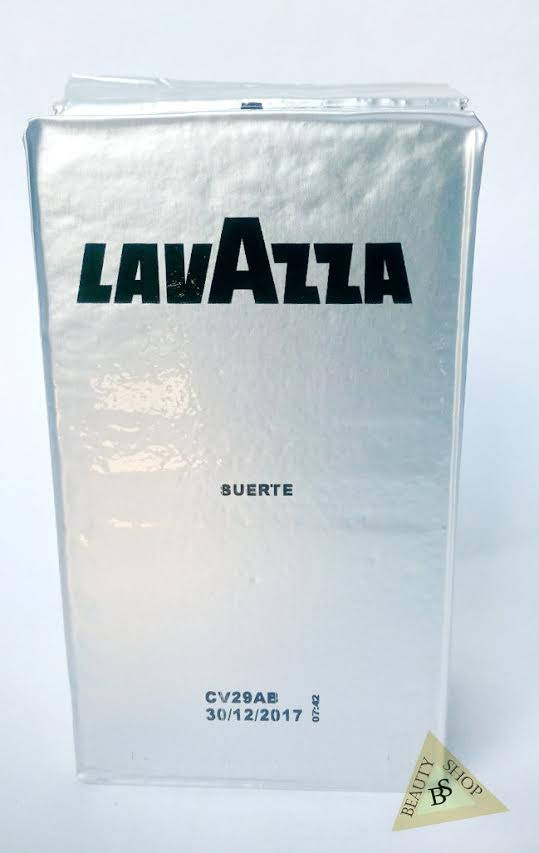 LAVAZZA
SUERTE
CV29AB
30/12/2017 07:42
BEAUTY SHOP
BS